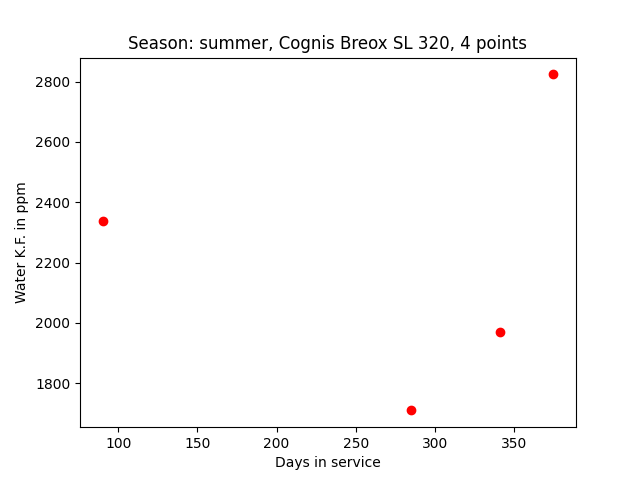 Season: summer, Cognis Breox SL 320, 4 points
2800
2600
2400
2200
2000
1800
Water K.F. in ppm
100 150 200 250 300 350
Days in service